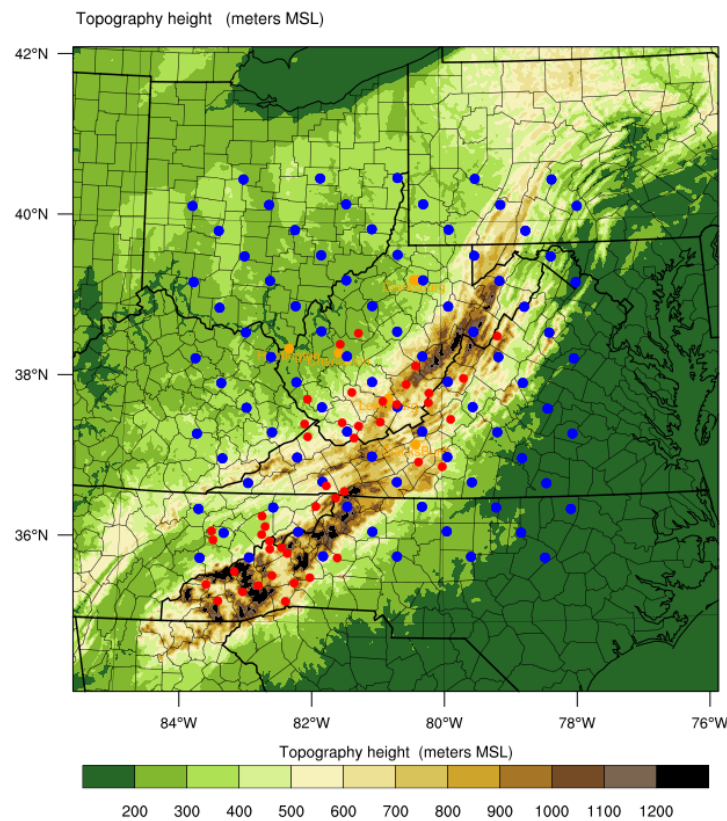 Topography height   (meters MSL)
42°N
40°N
38°N
36°N
84°W
82°W
80°W
78°W
76°W
Topography height  (meters MSL)
200
300
400
500
600
700
800
900
1000
1100
1200